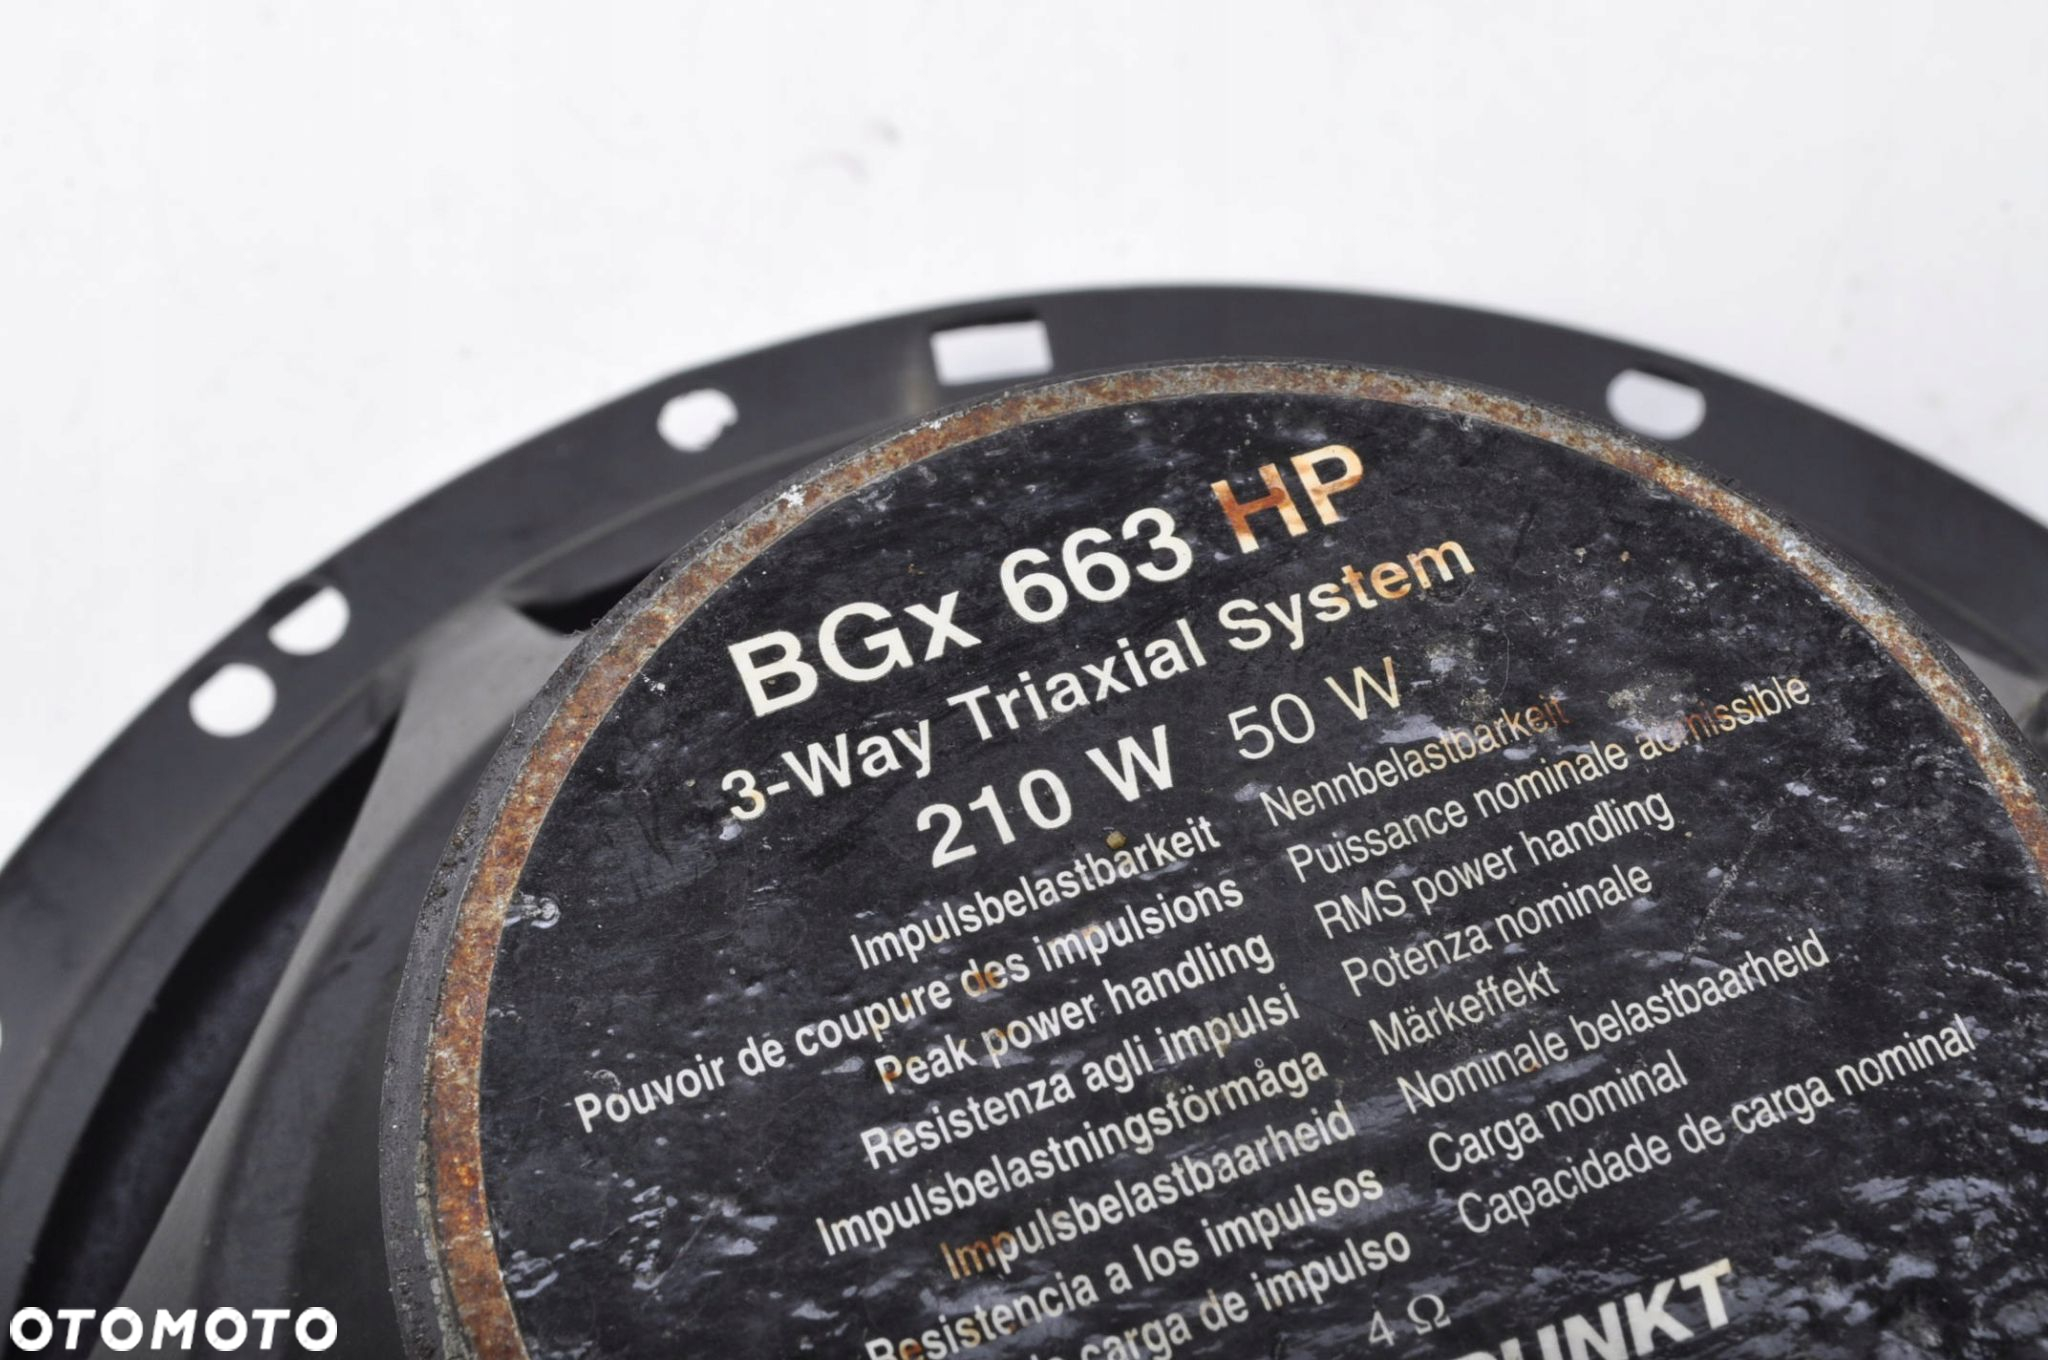 BGx 663 HP
3-Way Triaxial System
210 W 50 W
Impulsbelastbarkeit Nennbelastbarkeit
Pouvoir de coupure des impulsions Puissance nominale admissible
Peak power handling RMS power handling
Resistenza agli impulsi Potenza nominale
Impulsbelastningsförmåga Märkeffekt
Impulsbelastbaarheid Nominale belastbaarheid
Resistencia a los impulsos Carga nominal
carga de impulso Capacidade de carga nominal
4 Ω
PUNKT
OTOMOTO